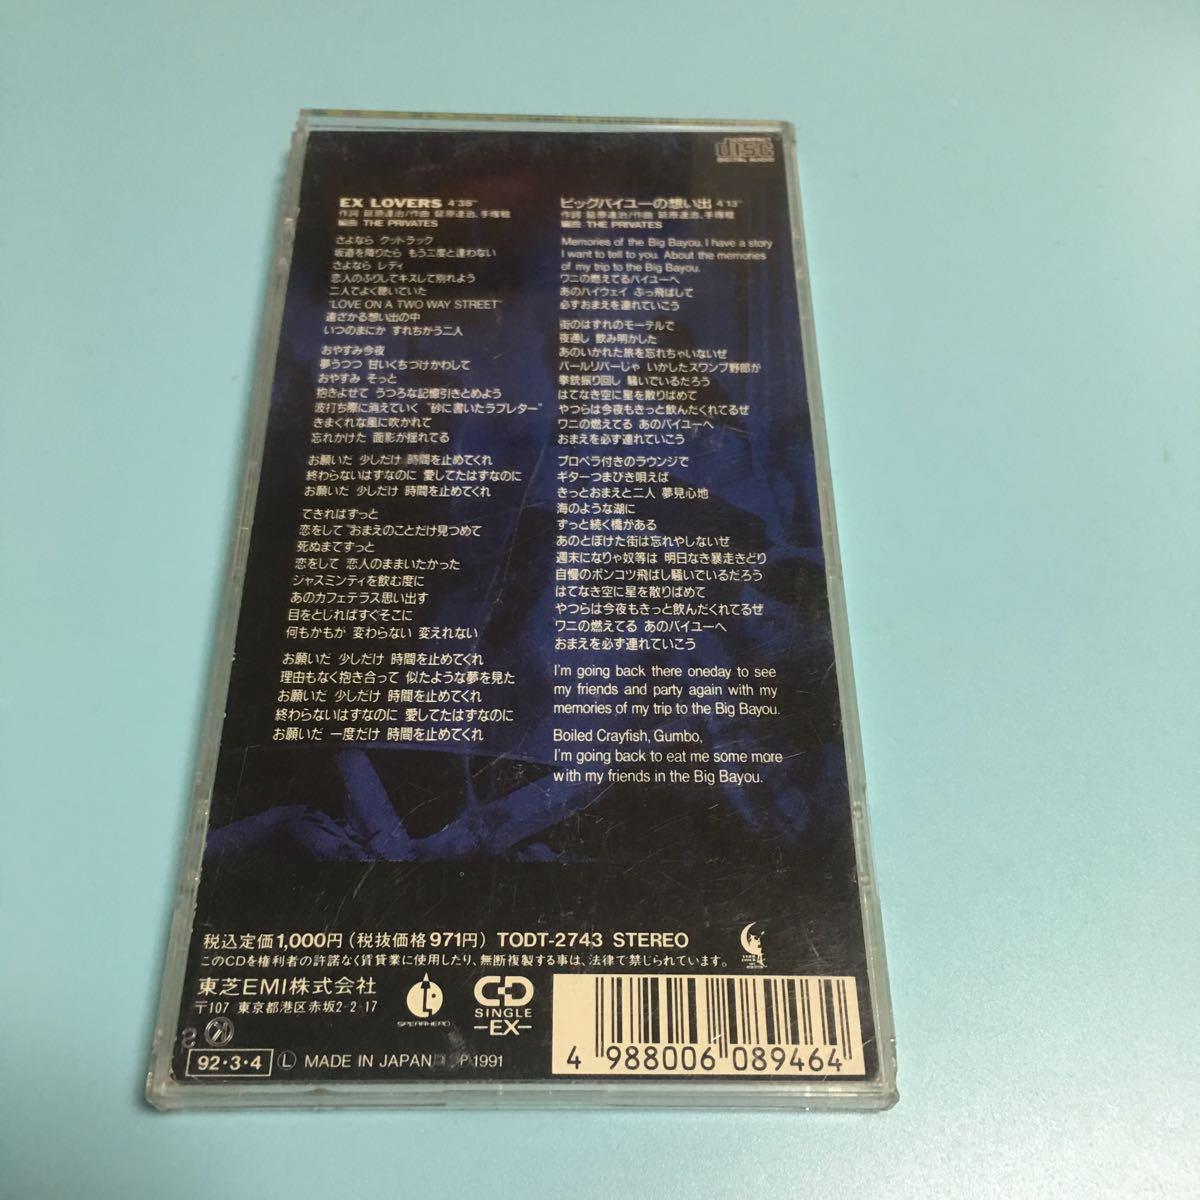 COMPACT
disc
DIGITAL AUDIO
EX LOVERS 4'38"
作詞 延原達治/作曲 延原達治、手塚稔
編曲 THE PRIVATES
さよなら グットラック
坂道を降りたら もう二度と逢わない
さよなら レディ
恋人のふりしてキスして別れよう
二人でよく聴いていた
"LOVE ON A TWO WAY STREET"
遠ざかる想い出の中
いつのまにか すれちがう二人
おやすみ今夜
夢うつつ 甘いくちづけかわして
おやすみ そっと
抱きよせて うつろな記憶引きとめよう
波打ち際に消えていく "砂に書いたラブレター"
きまぐれな風に吹かれて
忘れかけた 面影が揺れてる
お願いだ 少しだけ 時間を止めてくれ
終わらないはずなのに 愛してたはずなのに
お願いだ 少しだけ 時間を止めてくれ
できればずっと
恋をして おまえのことだけ見つめて
死ぬまでずっと
恋をして 恋人のままいたかった
ジャスミンティを飲む度に
あのカフェテラス思い出す
目をとじればすぐそこに
何もかもが 変わらない 変えれない
お願いだ 少しだけ 時間を止めてくれ
理由もなく抱き合って 似たような夢を見た
お願いだ 少しだけ 時間を止めてくれ
終わらないはずなのに 愛してたはずなのに
お願いだ 一度だけ 時間を止めてくれ
ビッグバイユーの想い出 4'13"
作詞 延原達治/作曲 延原達治、手塚稔
編曲 THE PRIVATES
Memories of the Big Bayou. I have a story
I want to tell to you. About the memories
of my trip to the Big Bayou.
ワニの燃えてるバイユーへ
あのハイウェイ ぶっ飛ばして
必ずおまえを連れていこう
街のはずれのモーテルで
夜通し 飲み明かした
あのいかれた旅を忘れちゃいないぜ
パールリバーじゃ いかしたスワンプ野郎が
拳銃振り回し 騒いでいるだろう
はてなき空に星を散りばめて
やつらは今夜もきっと飲んだくれてるぜ
ワニの燃えてる あのバイユーへ
おまえを必ず連れていこう
プロペラ付きのラウンジで
ギターつまびき唄えば
きっとおまえと二人 夢見心地
海のような湖に
ずっと続く橋がある
あのとぼけた街は忘れやしないぜ
週末になりゃ奴等は 明日なき暴走きどり
自慢のポンコツ飛ばし騒いでいるだろう
はてなき空に星を散りばめて
やつらは今夜もきっと飲んだくれてるぜ
ワニの燃えてる あのバイユーへ
おまえを必ず連れていこう
I'm going back there oneday to see
my friends and party again with my
memories of my trip to the Big Bayou.
Boiled Crayfish, Gumbo,
I'm going back to eat me some more
with my friends in the Big Bayou.
税込定価1,000円(税抜価格971円) TODT-2743 STEREO
このCDを権利者の許諾なく賃貸業に使用したり、無断複製する事は、法律で禁じられています。
東芝EMI株式会社
〒107 東京都港区赤坂2-2-17
SPEARHEAD
CD
SINGLE
-EX-
92・3・4 Ⓛ MADE IN JAPAN Ⓟ 1991
4 988006 089464